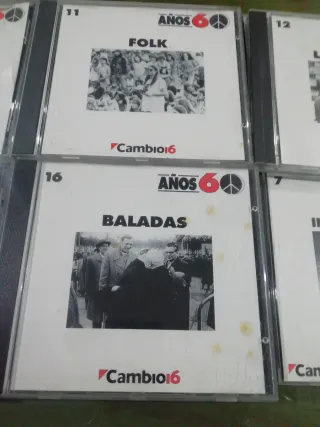 11
AÑOS 60
FOLK
Cambio16
12
16
AÑOS 60
BALADAS
Cambio16
7